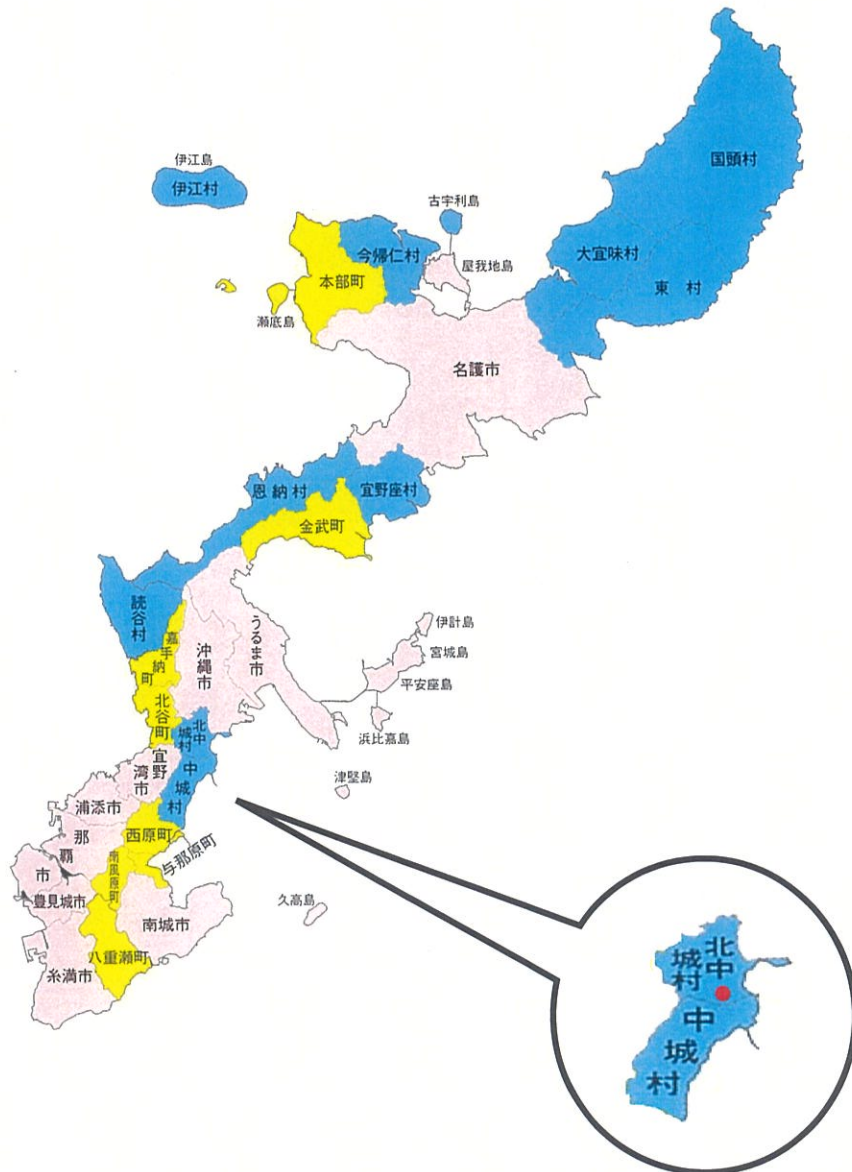 国頭村
伊江島
伊江村
古宇利島
大宜味村
今帰仁村
屋我地島
東 村
本部町
瀬底島
名護市
恩納村
宜野座村
金武町
読谷村
嘉手納町
うるま市
沖縄市
伊計島
宮城島
平安座島
北谷町
浜比嘉島
北中城村
宜野湾市
中城村
津堅島
浦添市
西原町
那覇市
与那原町
南風原町
豊見城市
久高島
南城市
八重瀬町
糸満市
北中城村
中城村